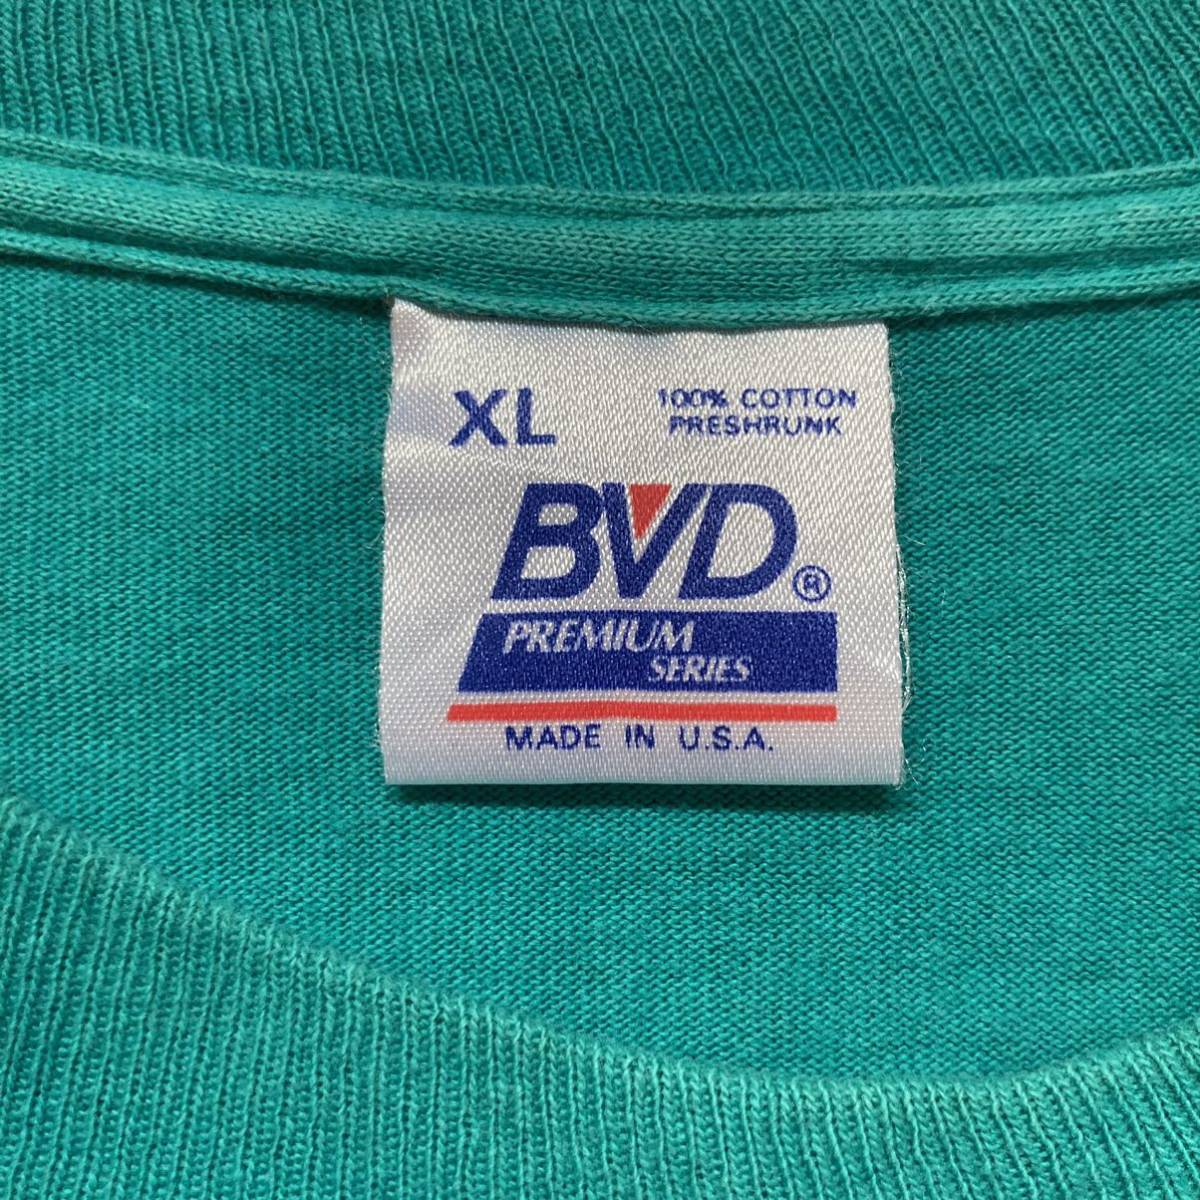 XL
100% COTTON
PRESHRUNK
BVD®
PREMIUM
SERIES
MADE IN U.S.A.